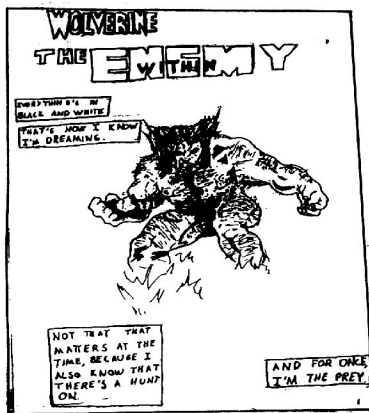 WOLVERINE
THE ENEMY
WITHIN
EVERYTHING'S IN
BLACK AND WHITE
THAT'S HOW I KNOW
I'M DREAMING.
NOT THAT THAT
MATTERS AT THE
TIME, BECAUSE I
ALSO KNOW THAT
THERE'S A HUNT
ON.
AND FOR ONCE,
I'M THE PREY